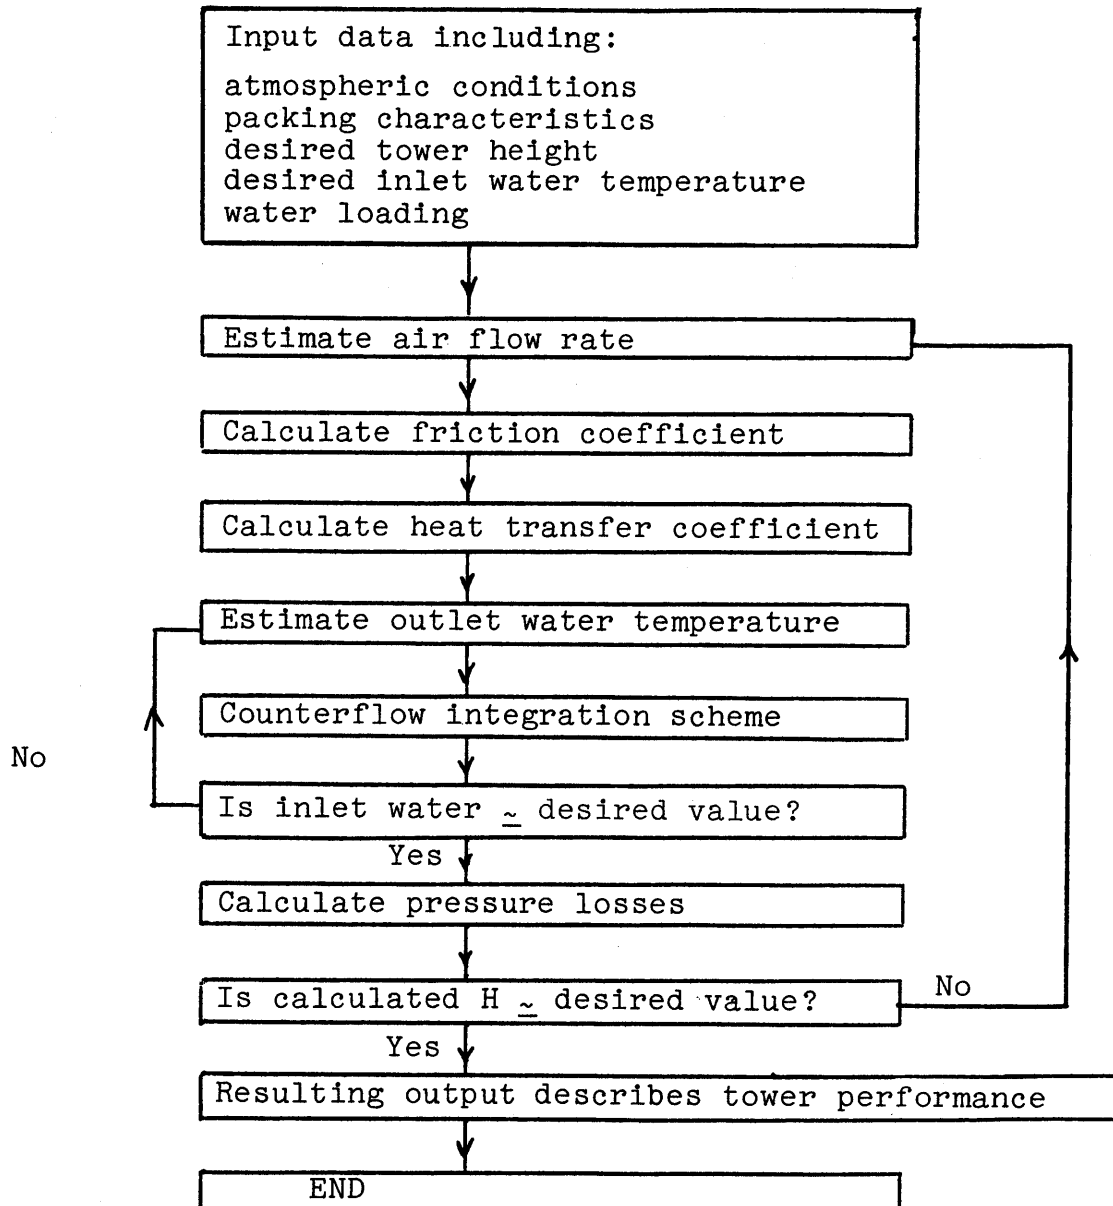 Input data including:
atmospheric conditions
packing characteristics
desired tower height
desired inlet water temperature
water loading
Estimate air flow rate
Calculate friction coefficient
Calculate heat transfer coefficient
Estimate outlet water temperature
Counterflow integration scheme
No
Is inlet water ≃ desired value?
Yes
Calculate pressure losses
Is calculated H ≃ desired value?
No
Yes
Resulting output describes tower performance
END